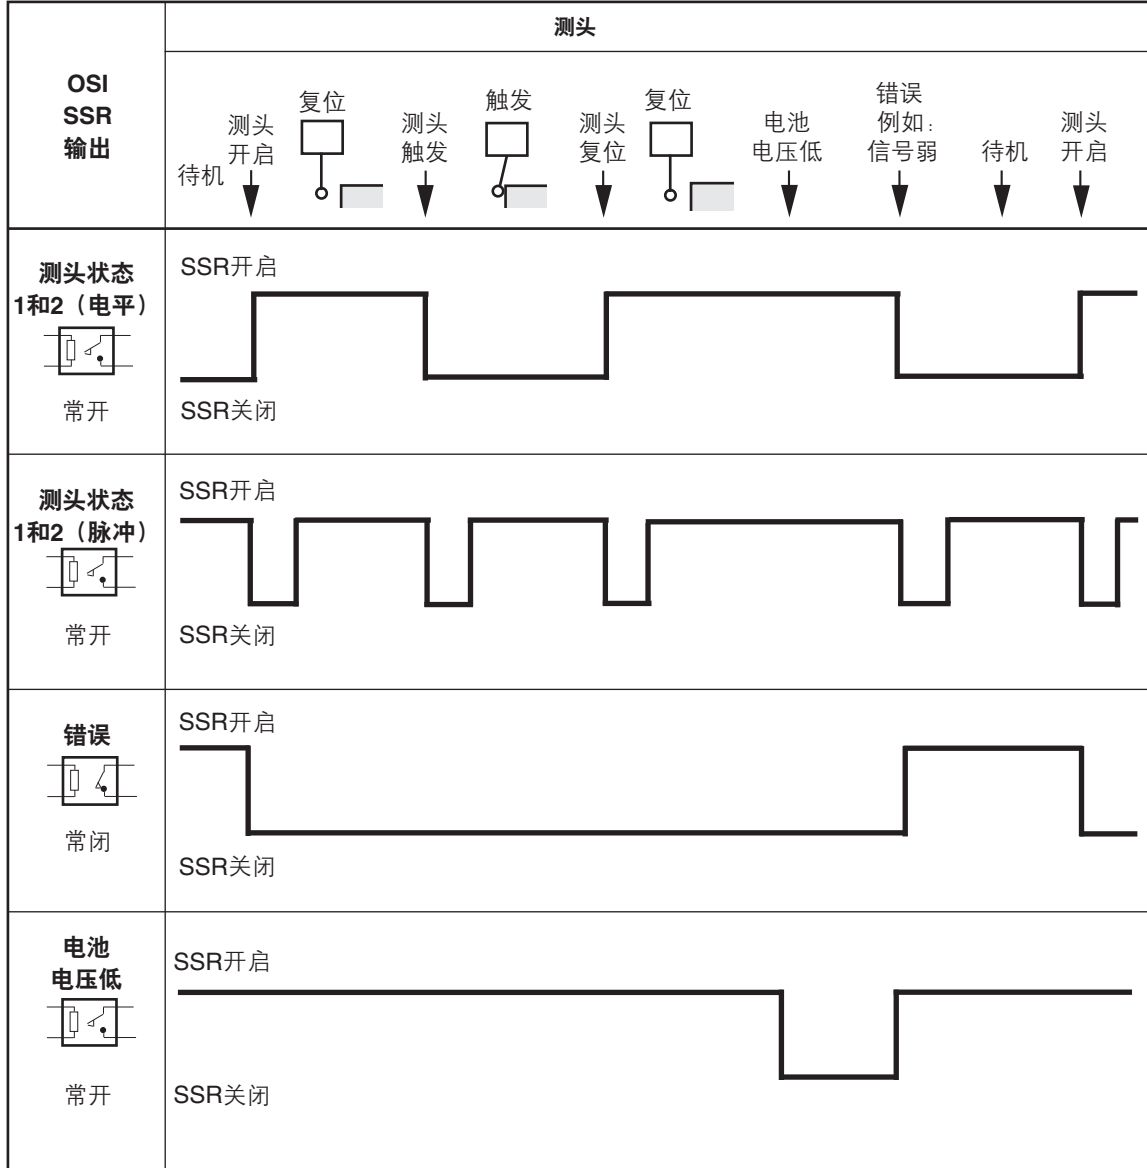 测头
OSI
SSR
输出
待机
测头
开启
复位
测头
触发
触发
测头
复位
复位
电池
电压低
错误
例如：
信号弱
待机
测头
开启
测头状态
1和2（电平）
常开
SSR开启
SSR关闭
测头状态
1和2（脉冲）
常开
SSR开启
SSR关闭
错误
常闭
SSR开启
SSR关闭
电池
电压低
常开
SSR开启
SSR关闭